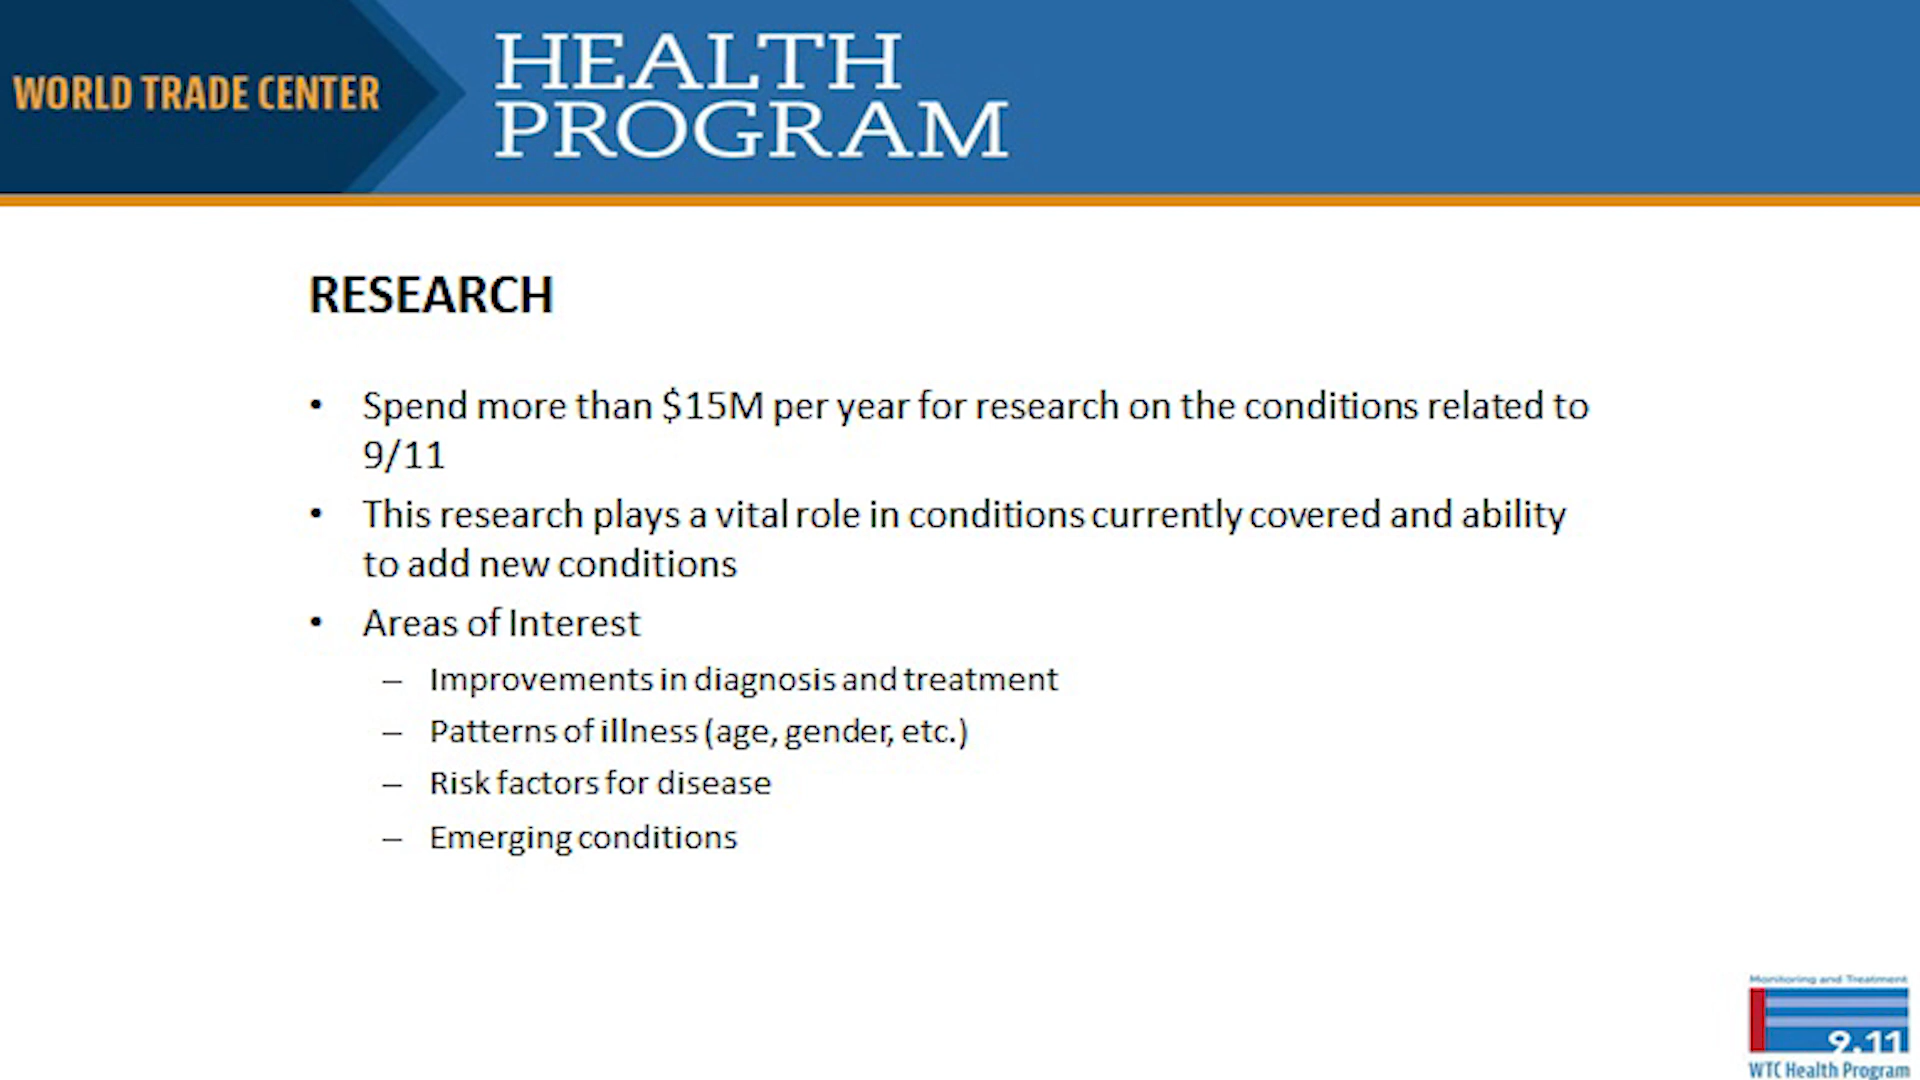 WORLD TRADE CENTER
HEALTH
PROGRAM
RESEARCH
• Spend more than $15M per year for research on the conditions related to
9/11
• This research plays a vital role in conditions currently covered and ability
to add new conditions
• Areas of Interest
– Improvements in diagnosis and treatment
– Patterns of illness (age, gender, etc.)
– Risk factors for disease
– Emerging conditions
Monitoring and Treatment
9.11
WTC Health Program